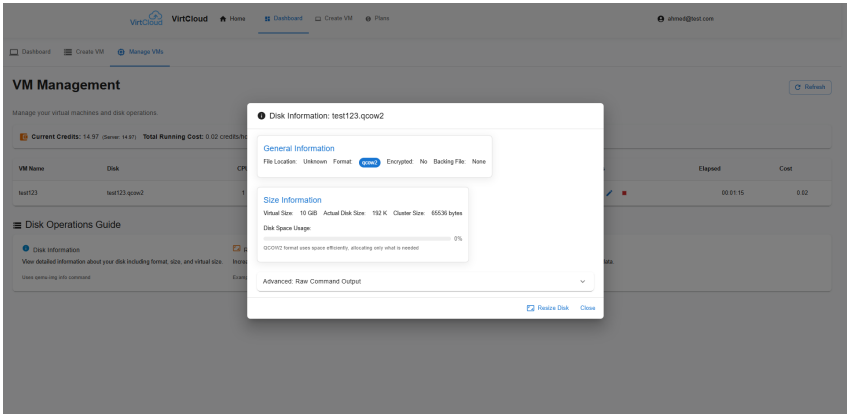 VirtCloud VirtCloud Home Dashboard Create VM Plans ahmed@test.com
Dashboard Create VM Manage VMs
VM Management
Refresh
Manage your virtual machines and disk operations.
Current Credits: 14.97 (Server: 14.97) Total Running Cost: 0.02 credits/ho
VM Name Disk CPU Elapsed Cost
test123 test123.qcow2 1 00:01:15 0.02
Disk Operations Guide
Disk Information
View detailed information about your disk including format, size, and virtual size. Increa
data.
Uses qemu-img info command Examp
Disk Information: test123.qcow2
General Information
File Location: Unknown Format: qcow2 Encrypted: No Backing File: None
Size Information
Virtual Size: 10 GiB Actual Disk Size: 192 K Cluster Size: 65536 bytes
Disk Space Usage:
0%
QCOW2 format uses space efficiently, allocating only what is needed
Advanced: Raw Command Output
Resize Disk Close